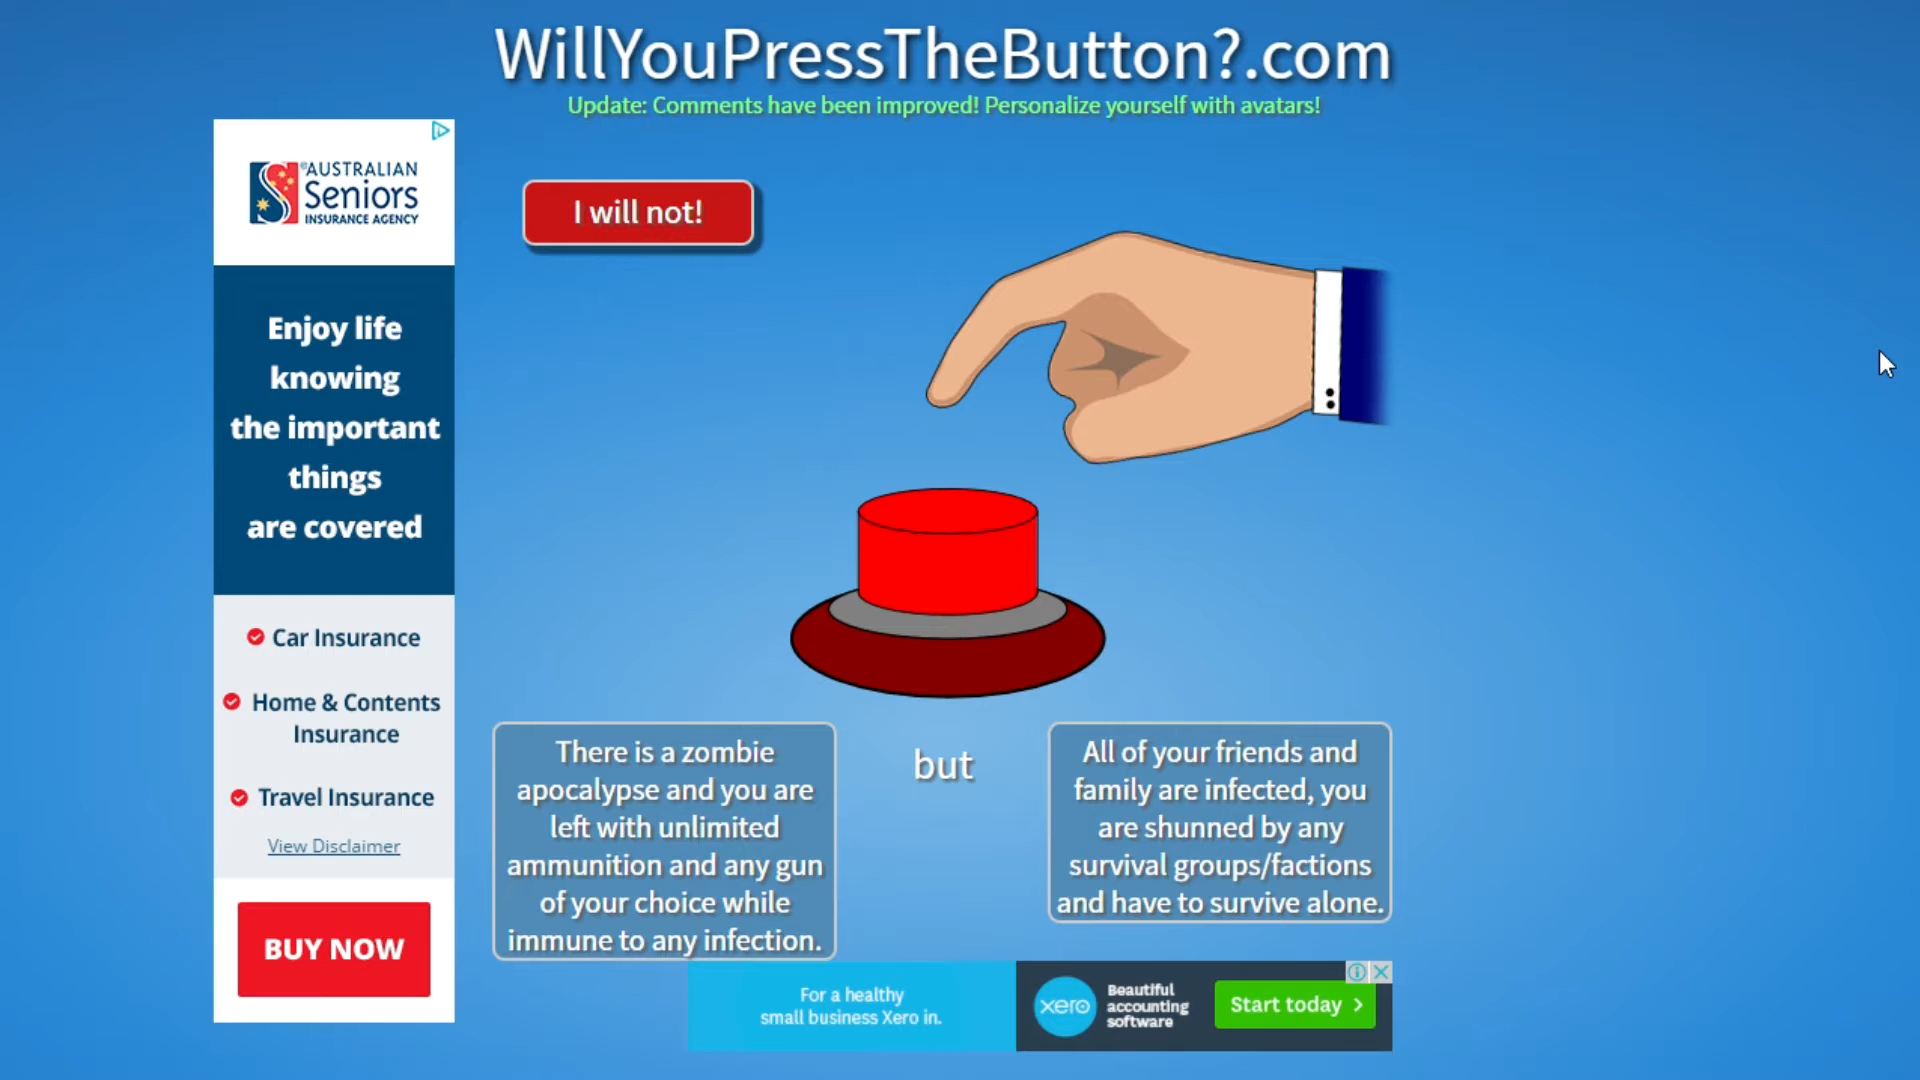 WillYouPressTheButton?.com
Update: Comments have been improved! Personalize yourself with avatars!
AUSTRALIAN
Seniors
INSURANCE AGENCY
Enjoy life
knowing
the important
things
are covered
Car Insurance
Home & Contents
Insurance
Travel Insurance
View Disclaimer
BUY NOW
I will not!
There is a zombie
apocalypse and you are
left with unlimited
ammunition and any gun
of your choice while
immune to any infection.
but
All of your friends and
family are infected, you
are shunned by any
survival groups/factions
and have to survive alone.
For a healthy
small business Xero in.
xero
Beautiful
accounting
software
Start today